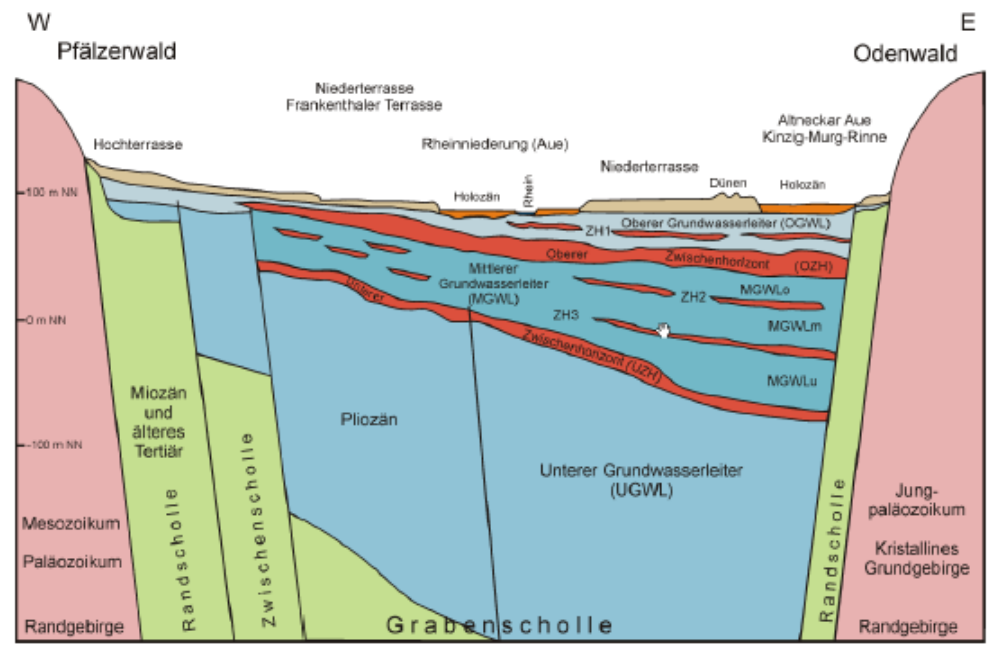 W
E
Pfälzerwald
Odenwald
Niederterrasse
Frankenthaler Terrasse
Altneckar Aue
Kinzig-Murg-Rinne
Hochterrasse
Rheinniederung (Aue)
Niederterrasse
Dünen
Holozän
Holozän
Rhein
100 m NN
ZH1
Oberer Grundwasserleiter (OGWL)
Oberer
Zwischenhorizont
(OZH)
Mittlerer
Grundwasserleiter
(MGWL)
Unterer
ZH2
MGWLo
ZH3
MGWLm
0 m NN
Zwischenhorizont (UZH)
MGWLu
Miozän
und
älteres
Tertiär
Pliozän
-100 m NN
Unterer Grundwasserleiter
(UGWL)
Mesozoikum
Paläozoikum
Randgebirge
Randscholle
Zwischenscholle
Grabenscholle
Randscholle
Jung-
paläozoikum
Kristallines
Grundgebirge
Randgebirge